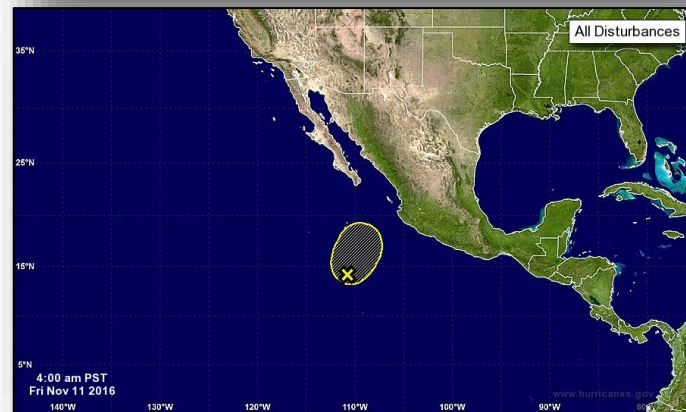 All Disturbances
35°N
25°N
15°N
5°N
4:00 am PST
Fri Nov 11 2016
www.hurricanes.gov
140°W
130°W
120°W
110°W
100°W
90°W